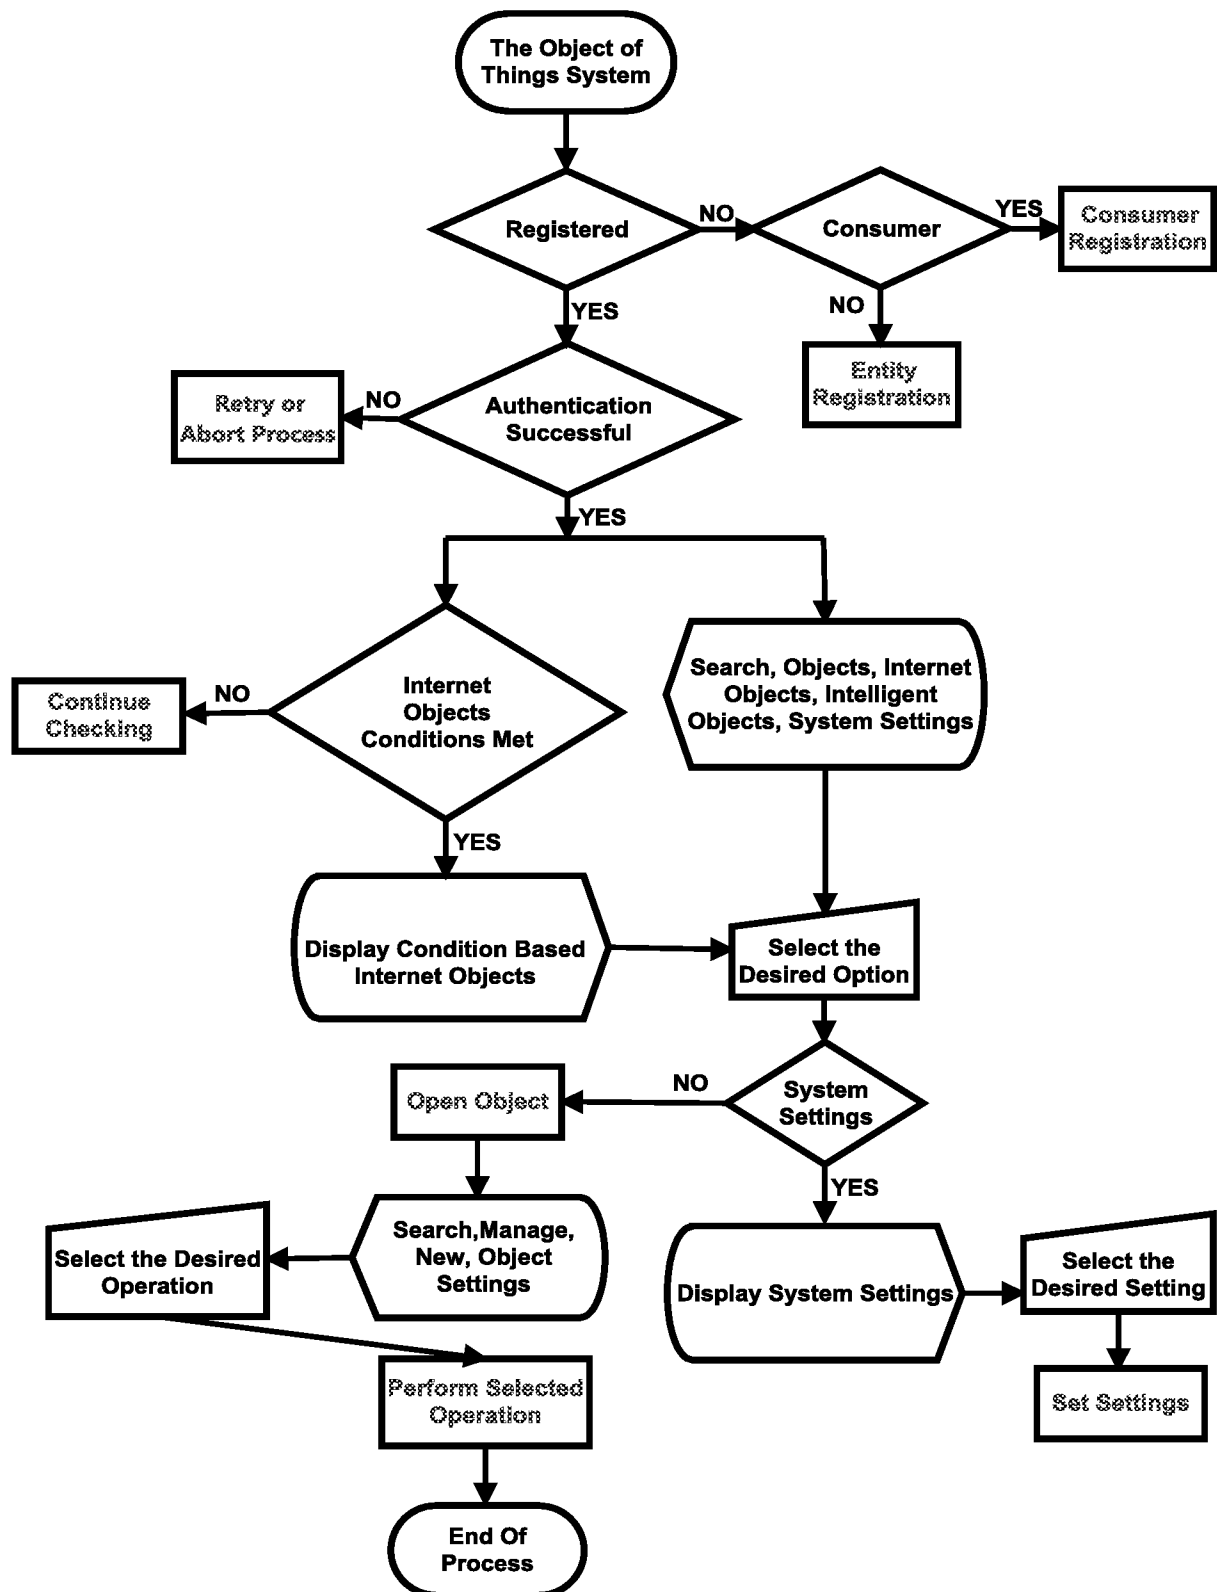 The Object of
Things System
Registered
NO
Consumer
YES
Consumer
Registration
YES
NO
Entity
Registration
Retry or
Abort Process
NO
Authentication
Successful
YES
Continue
Checking
NO
Internet
Objects
Conditions Met
Search, Objects, Internet
Objects, Intelligent
Objects, System Settings
YES
Display Condition Based
Internet Objects
Select the
Desired Option
Open Object
NO
System
Settings
YES
Select the Desired
Operation
Search,Manage,
New, Object
Settings
Display System Settings
Select the
Desired Setting
Perform Selected
Operation
Set Settings
End Of
Process